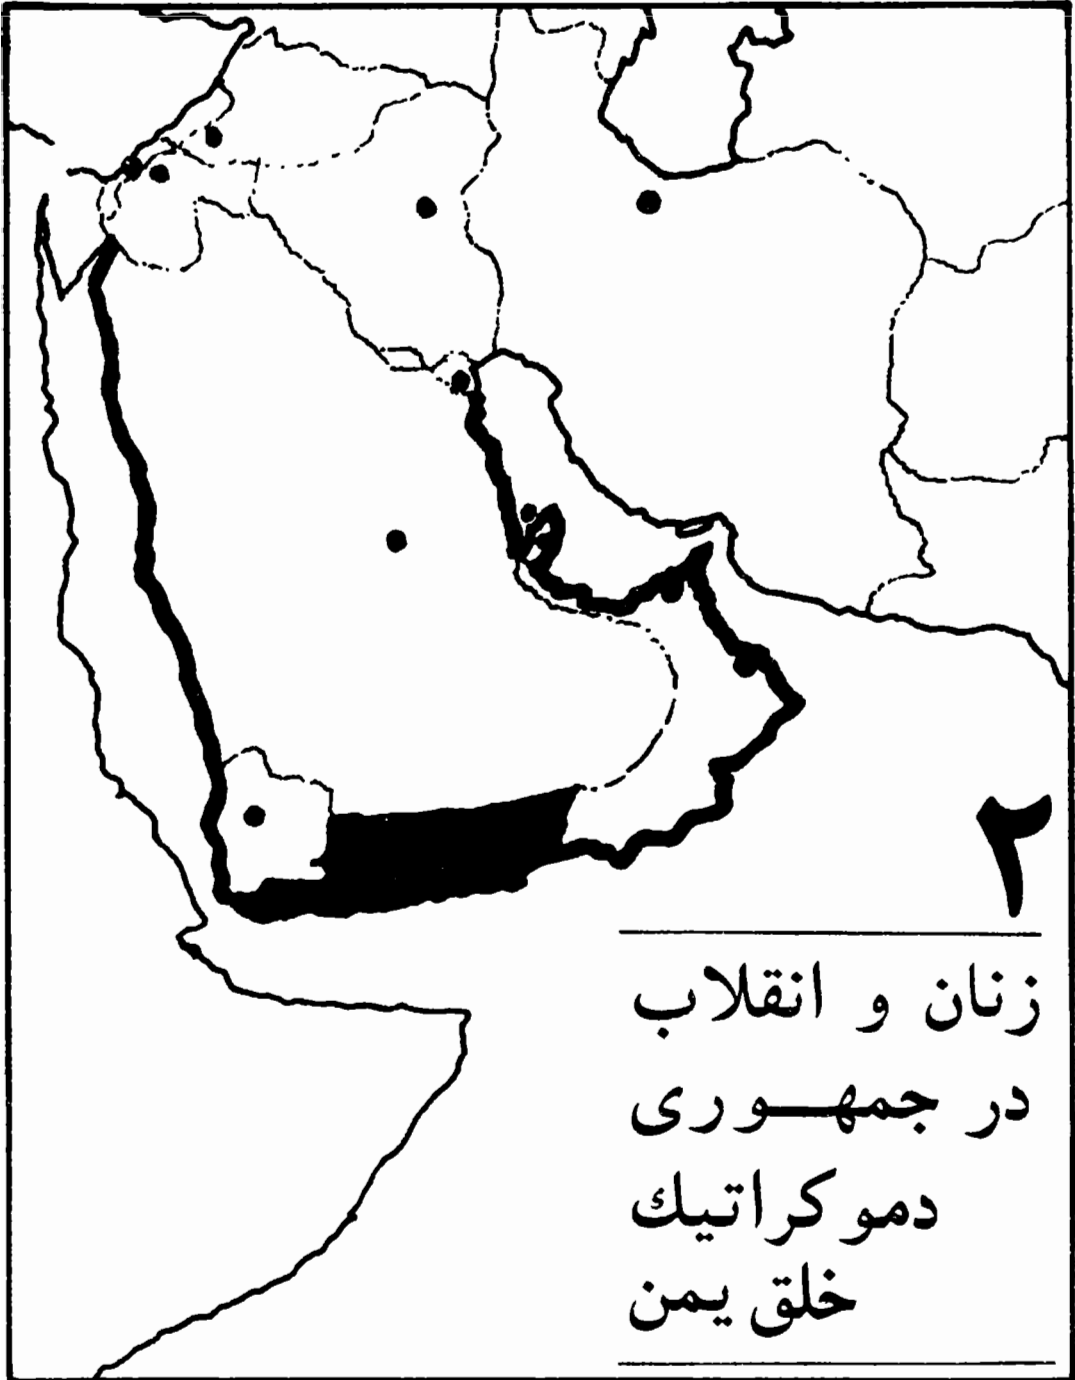 ۲
زنان و انقلاب
در جمهـوری
دموکراتیك
خلق یمن